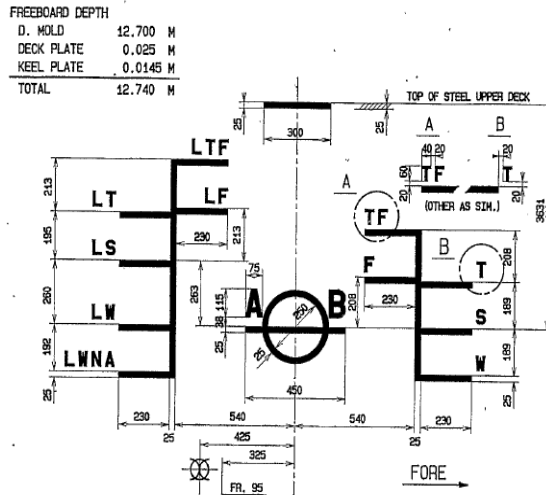 FREEBOARD DEPTH
D. MOLD 12.700 M
DECK PLATE 0.025 M
KEEL PLATE 0.0145 M
TOTAL 12.740 M
TOP OF STEEL UPPER DECK
25
300
25
A B
40 20 20
60 TF T
20 20
(OTHER AS SIM.)
3631
LTF
A
213
LT LF TF
230
B
195 213
LS F T
208
75
260 263 115 A B 250 208 230
189
38
S
LW
25
25
192
189
W
LWNA
450
25
25
230 540 540 230
25 25
425
325
FR. 95
FORE